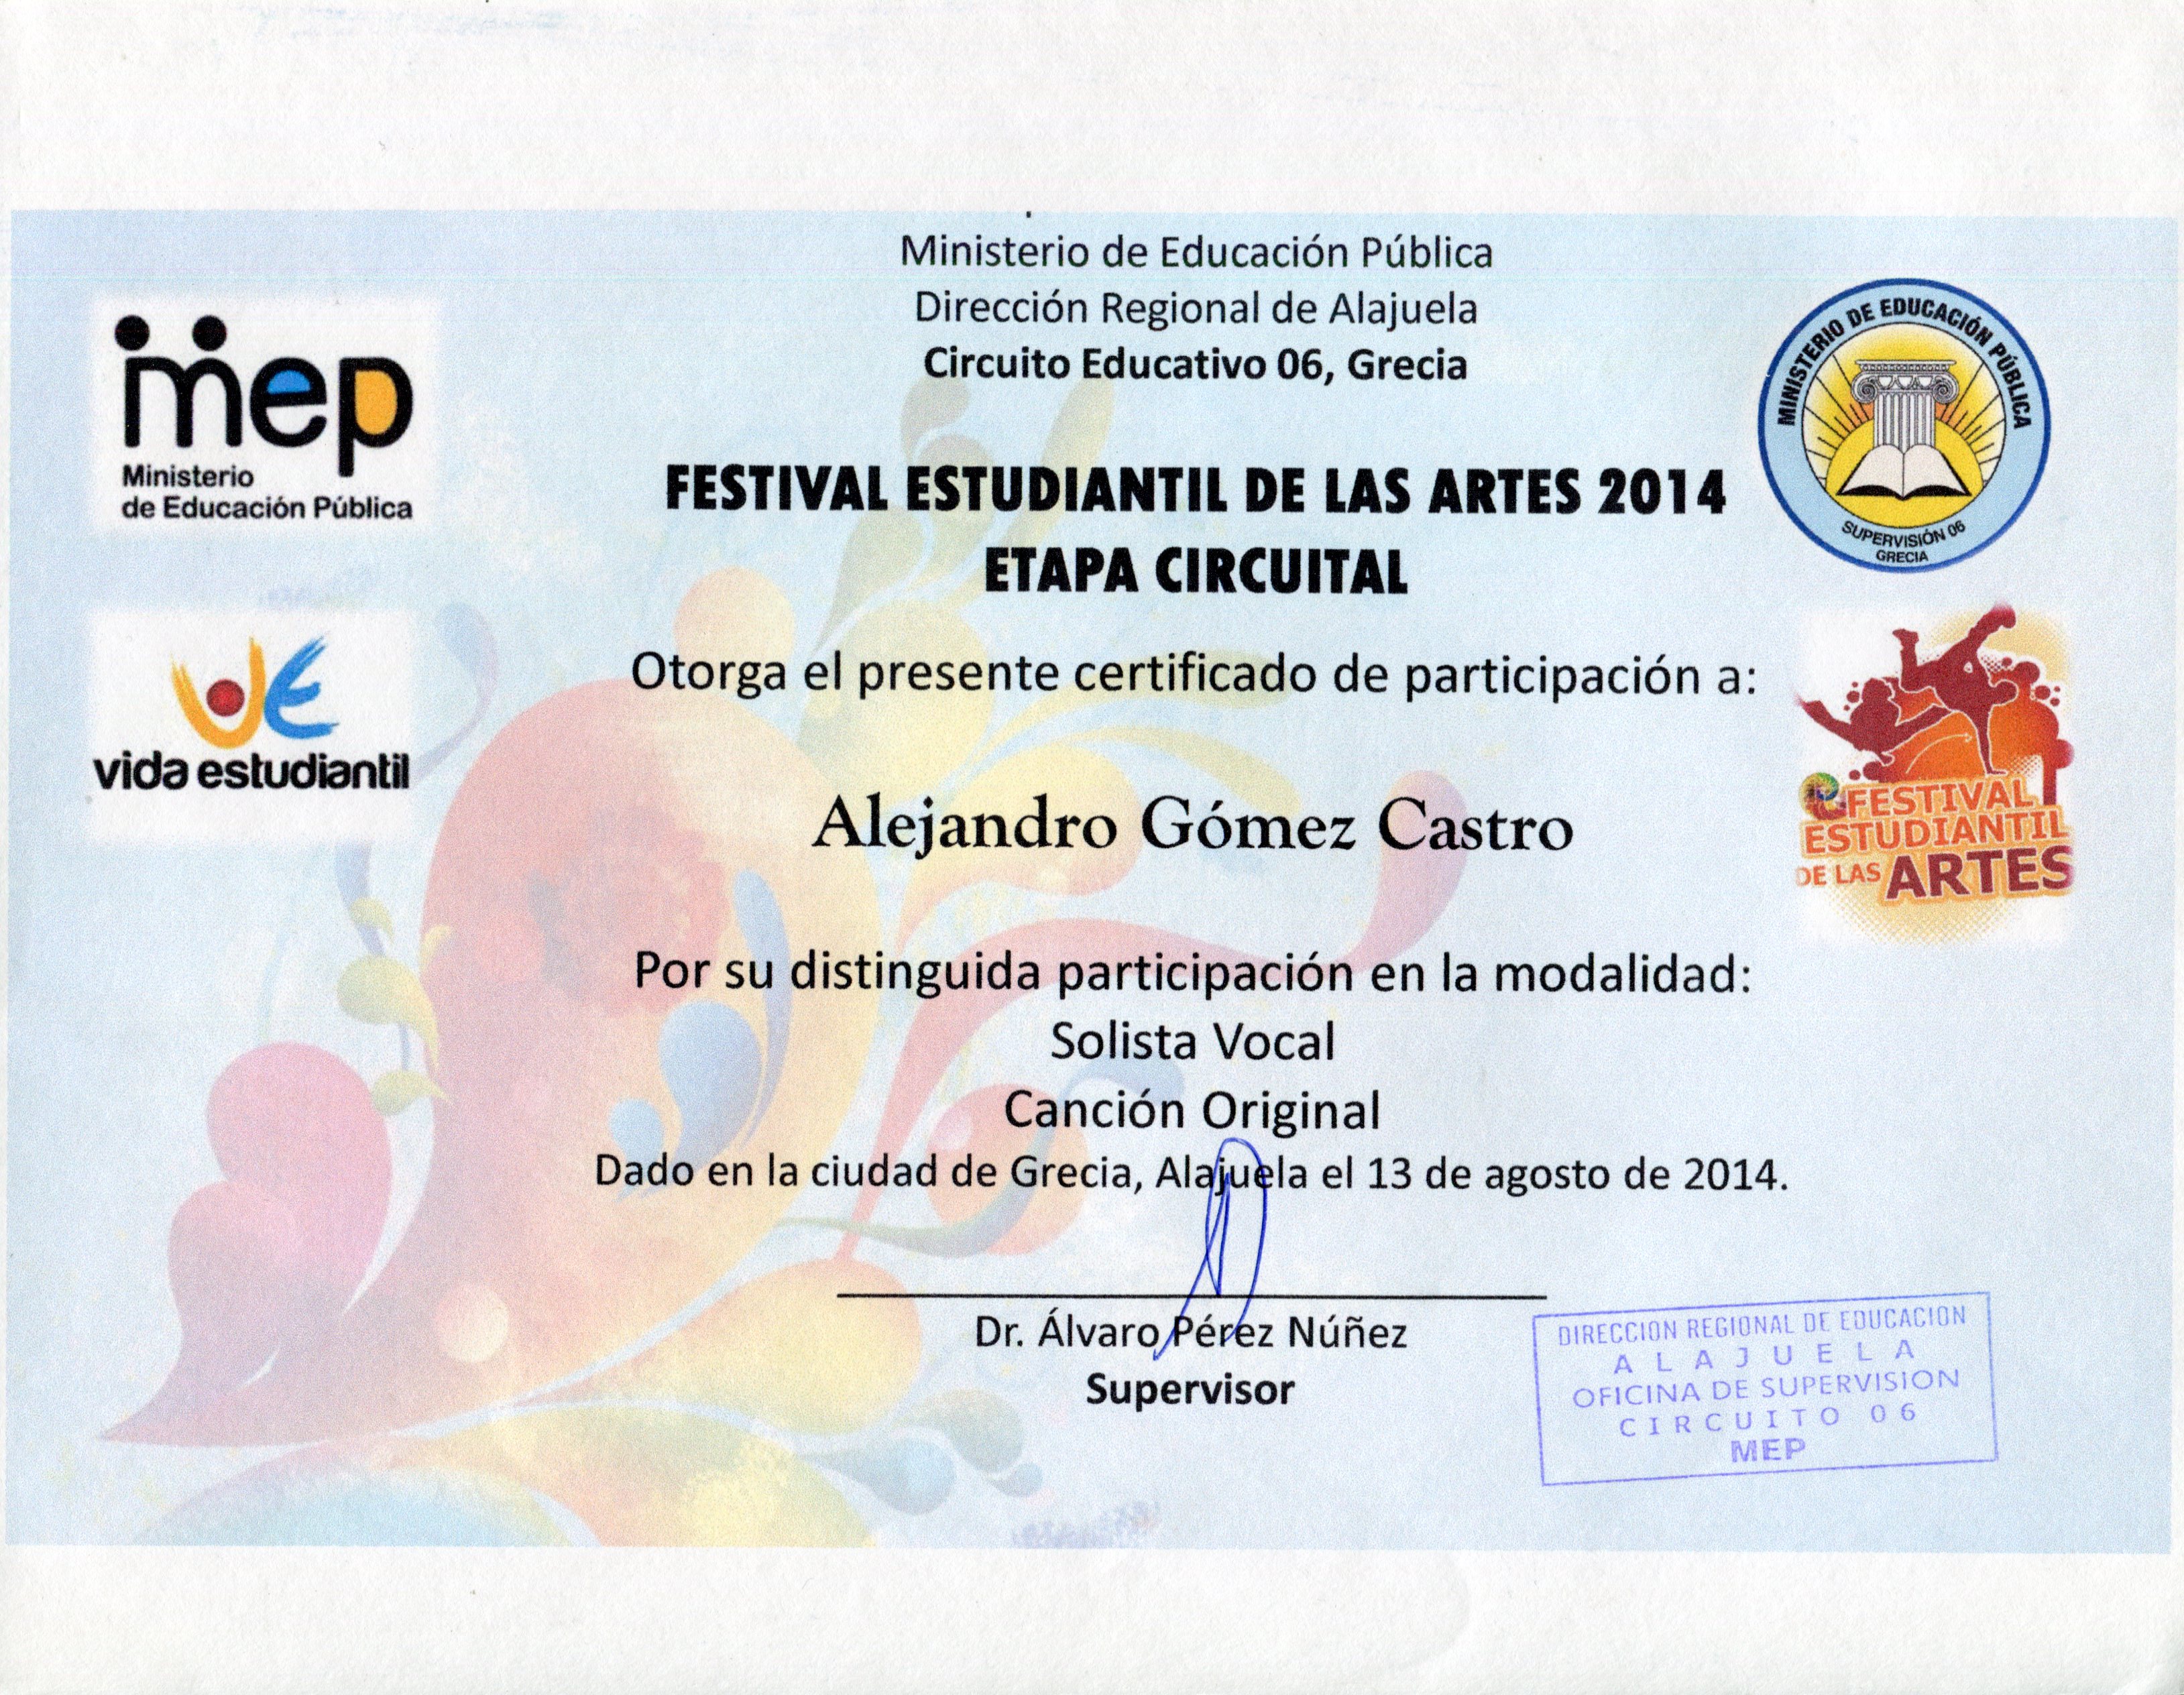 Ministerio de Educación Pública
Dirección Regional de Alajuela
Circuito Educativo 06, Grecia
mep
Ministerio
de Educación Pública
MINISTERIO DE EDUCACIÓN PÚBLICA
SUPERVISIÓN 06
GRECIA
FESTIVAL ESTUDIANTIL DE LAS ARTES 2014
ETAPA CIRCUITAL
VE
vida estudiantil
Otorga el presente certificado de participación a:
FESTIVAL
ESTUDIANTIL
DE LAS ARTES
Alejandro Gómez Castro
Por su distinguida participación en la modalidad:
Solista Vocal
Canción Original
Dado en la ciudad de Grecia, Alajuela el 13 de agosto de 2014.
Dr. Álvaro Pérez Núñez
Supervisor
DIRECCION REGIONAL DE EDUCACION
ALAJUELA
OFICINA DE SUPERVISION
CIRCUITO 06
MEP